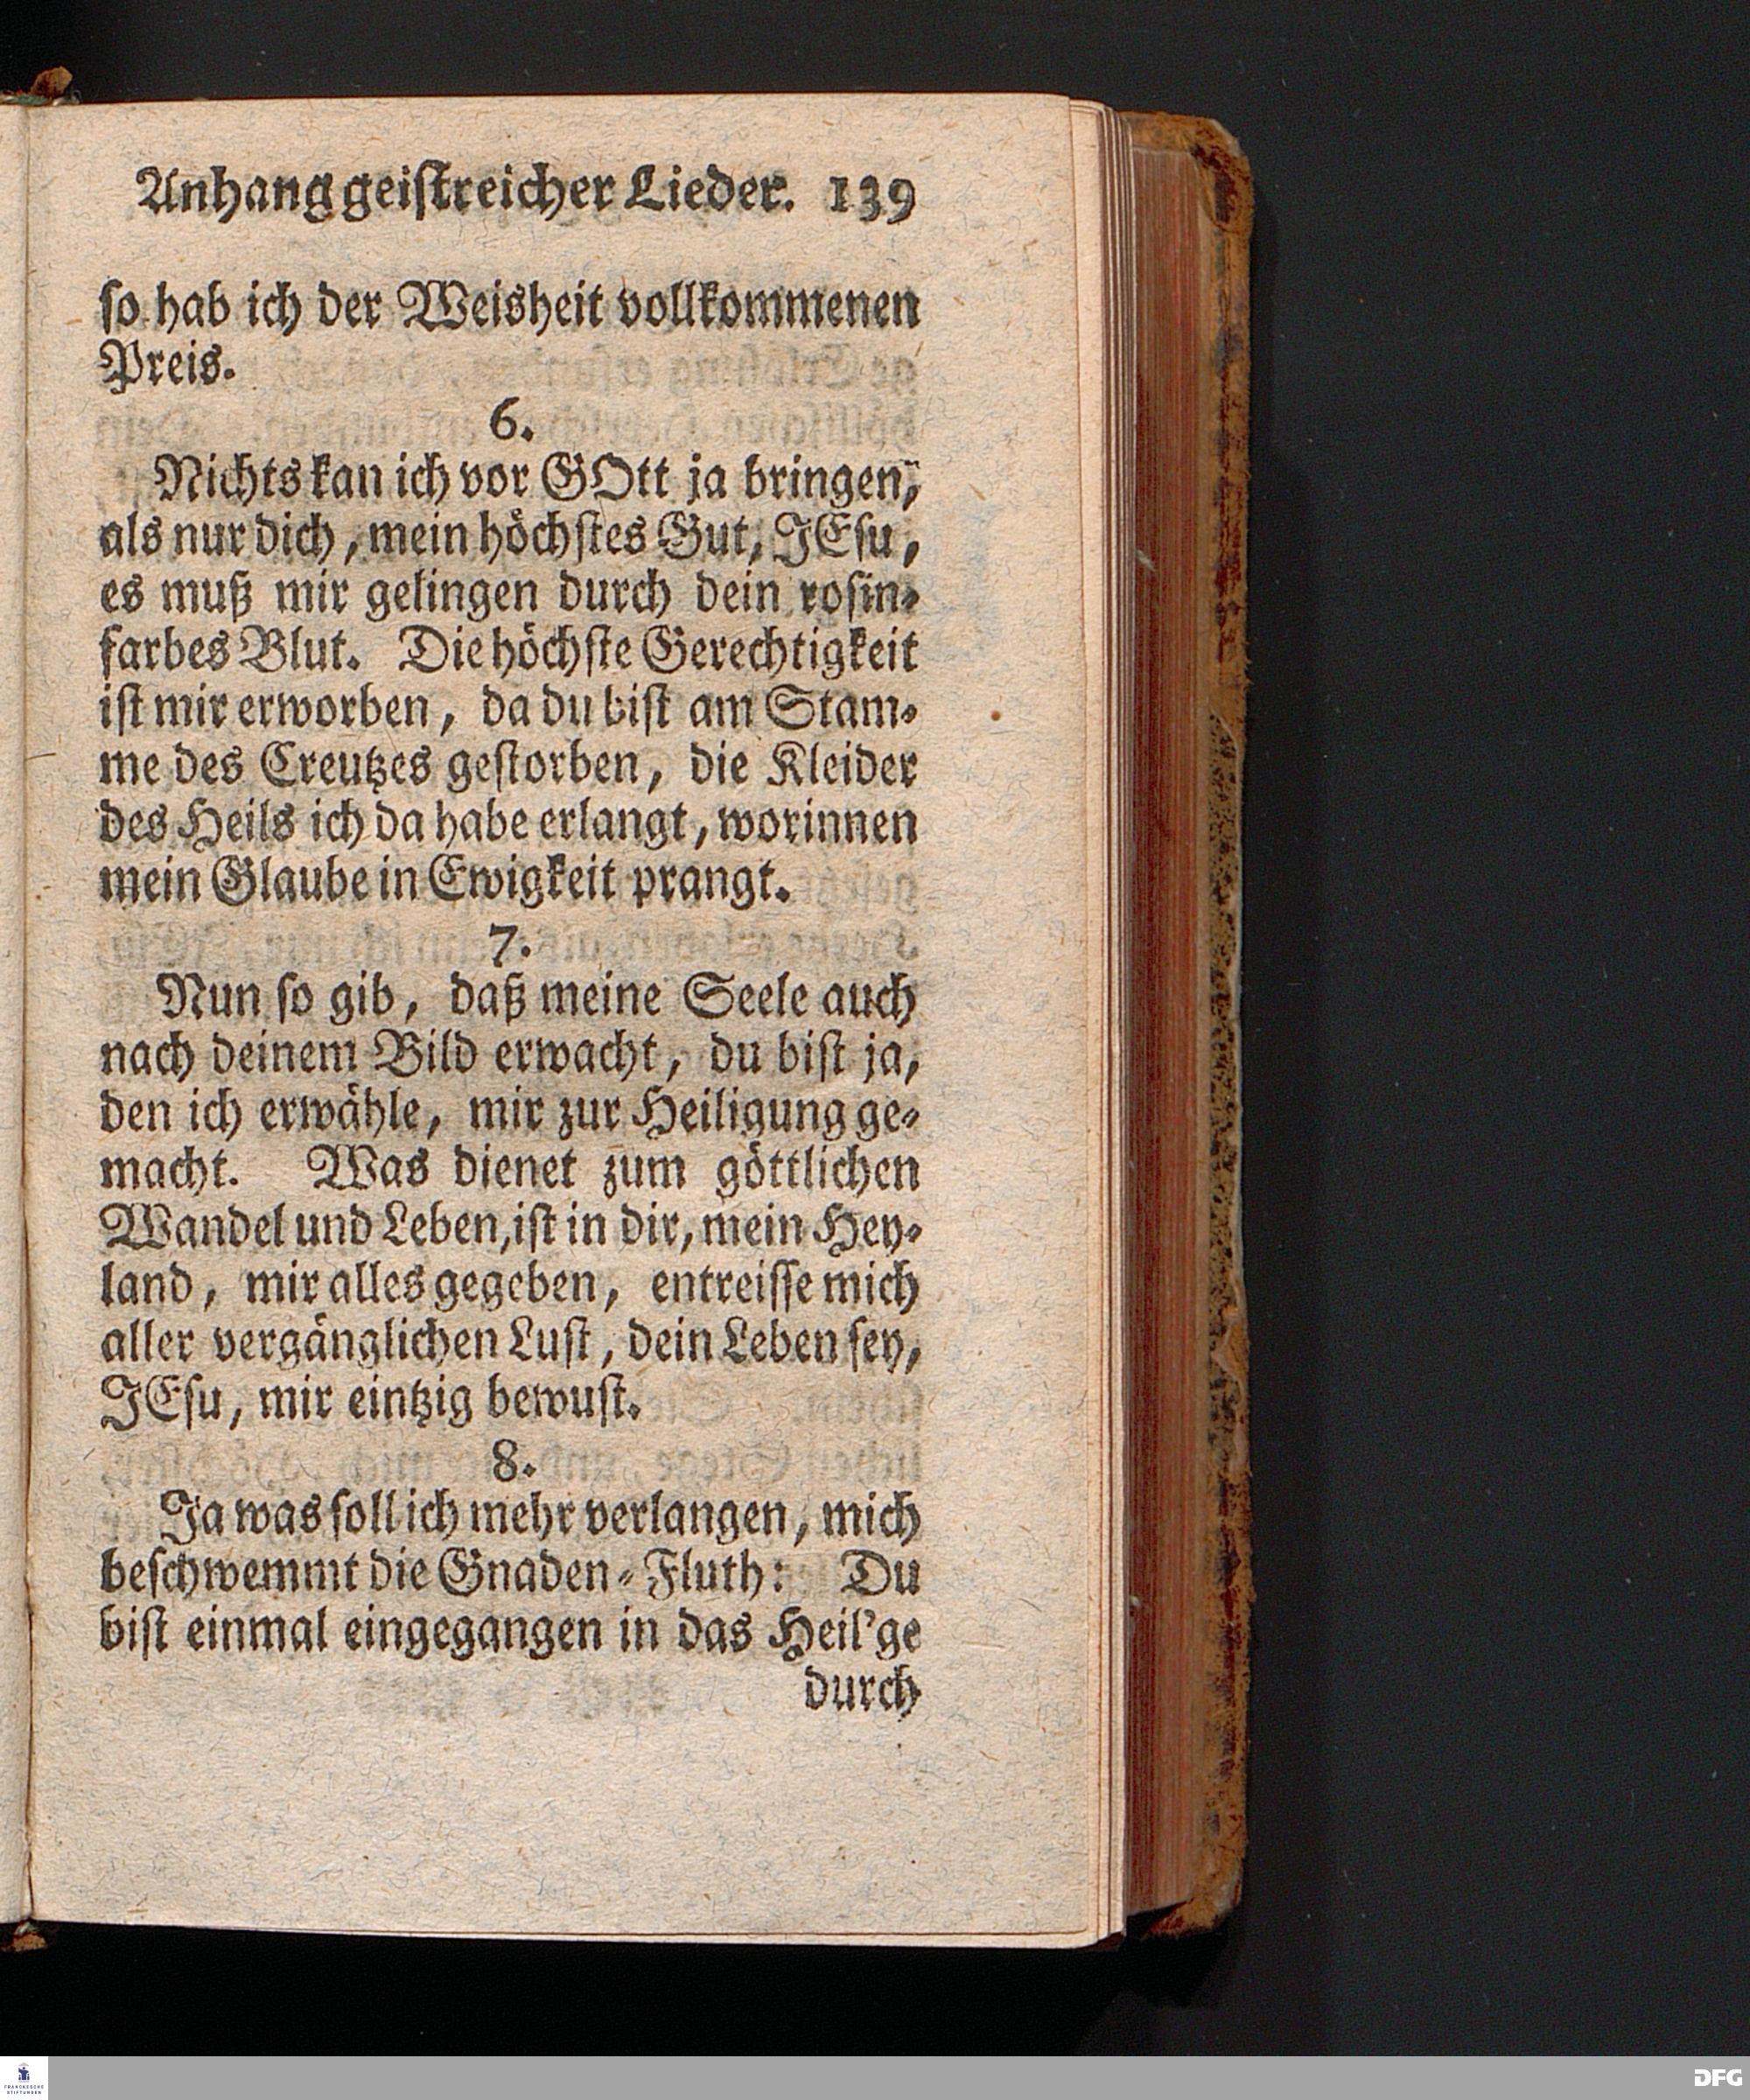 Anhang geistreicher Lieder. 139
so hab ich der Weisheit vollkommenen
Preis.
6.
Nichts kan ich vor GOtt ja bringen,
als nur dich, mein höchstes Gut, JEsu,
es muß mir gelingen durch dein rosin-
farbes Blut. Die höchste Gerechtigkeit
ist mir erworben, da du bist am Stam-
me des Creutzes gestorben, die Kleider
des Heils ich da habe erlangt, worinnen
mein Glaube in Ewigkeit prangt.
7.
Nun so gib, daß meine Seele auch
nach deinem Bild erwacht, du bist ja,
den ich erwähle, mir zur Heiligung ge-
macht. Was dienet zum göttlichen
Wandel und Leben, ist in dir, mein Hey-
land, mir alles gegeben, entreisse mich
aller vergänglichen Lust, dein Leben sey,
JEsu, mir eintzig bewust.
8.
Ja was soll ich mehr verlangen, mich
beschwemmt die Gnaden-Fluth: Du
bist einmal eingegangen in das Heil'ge
durch
FRANCKESCHE
STIFTUNGEN
DFG